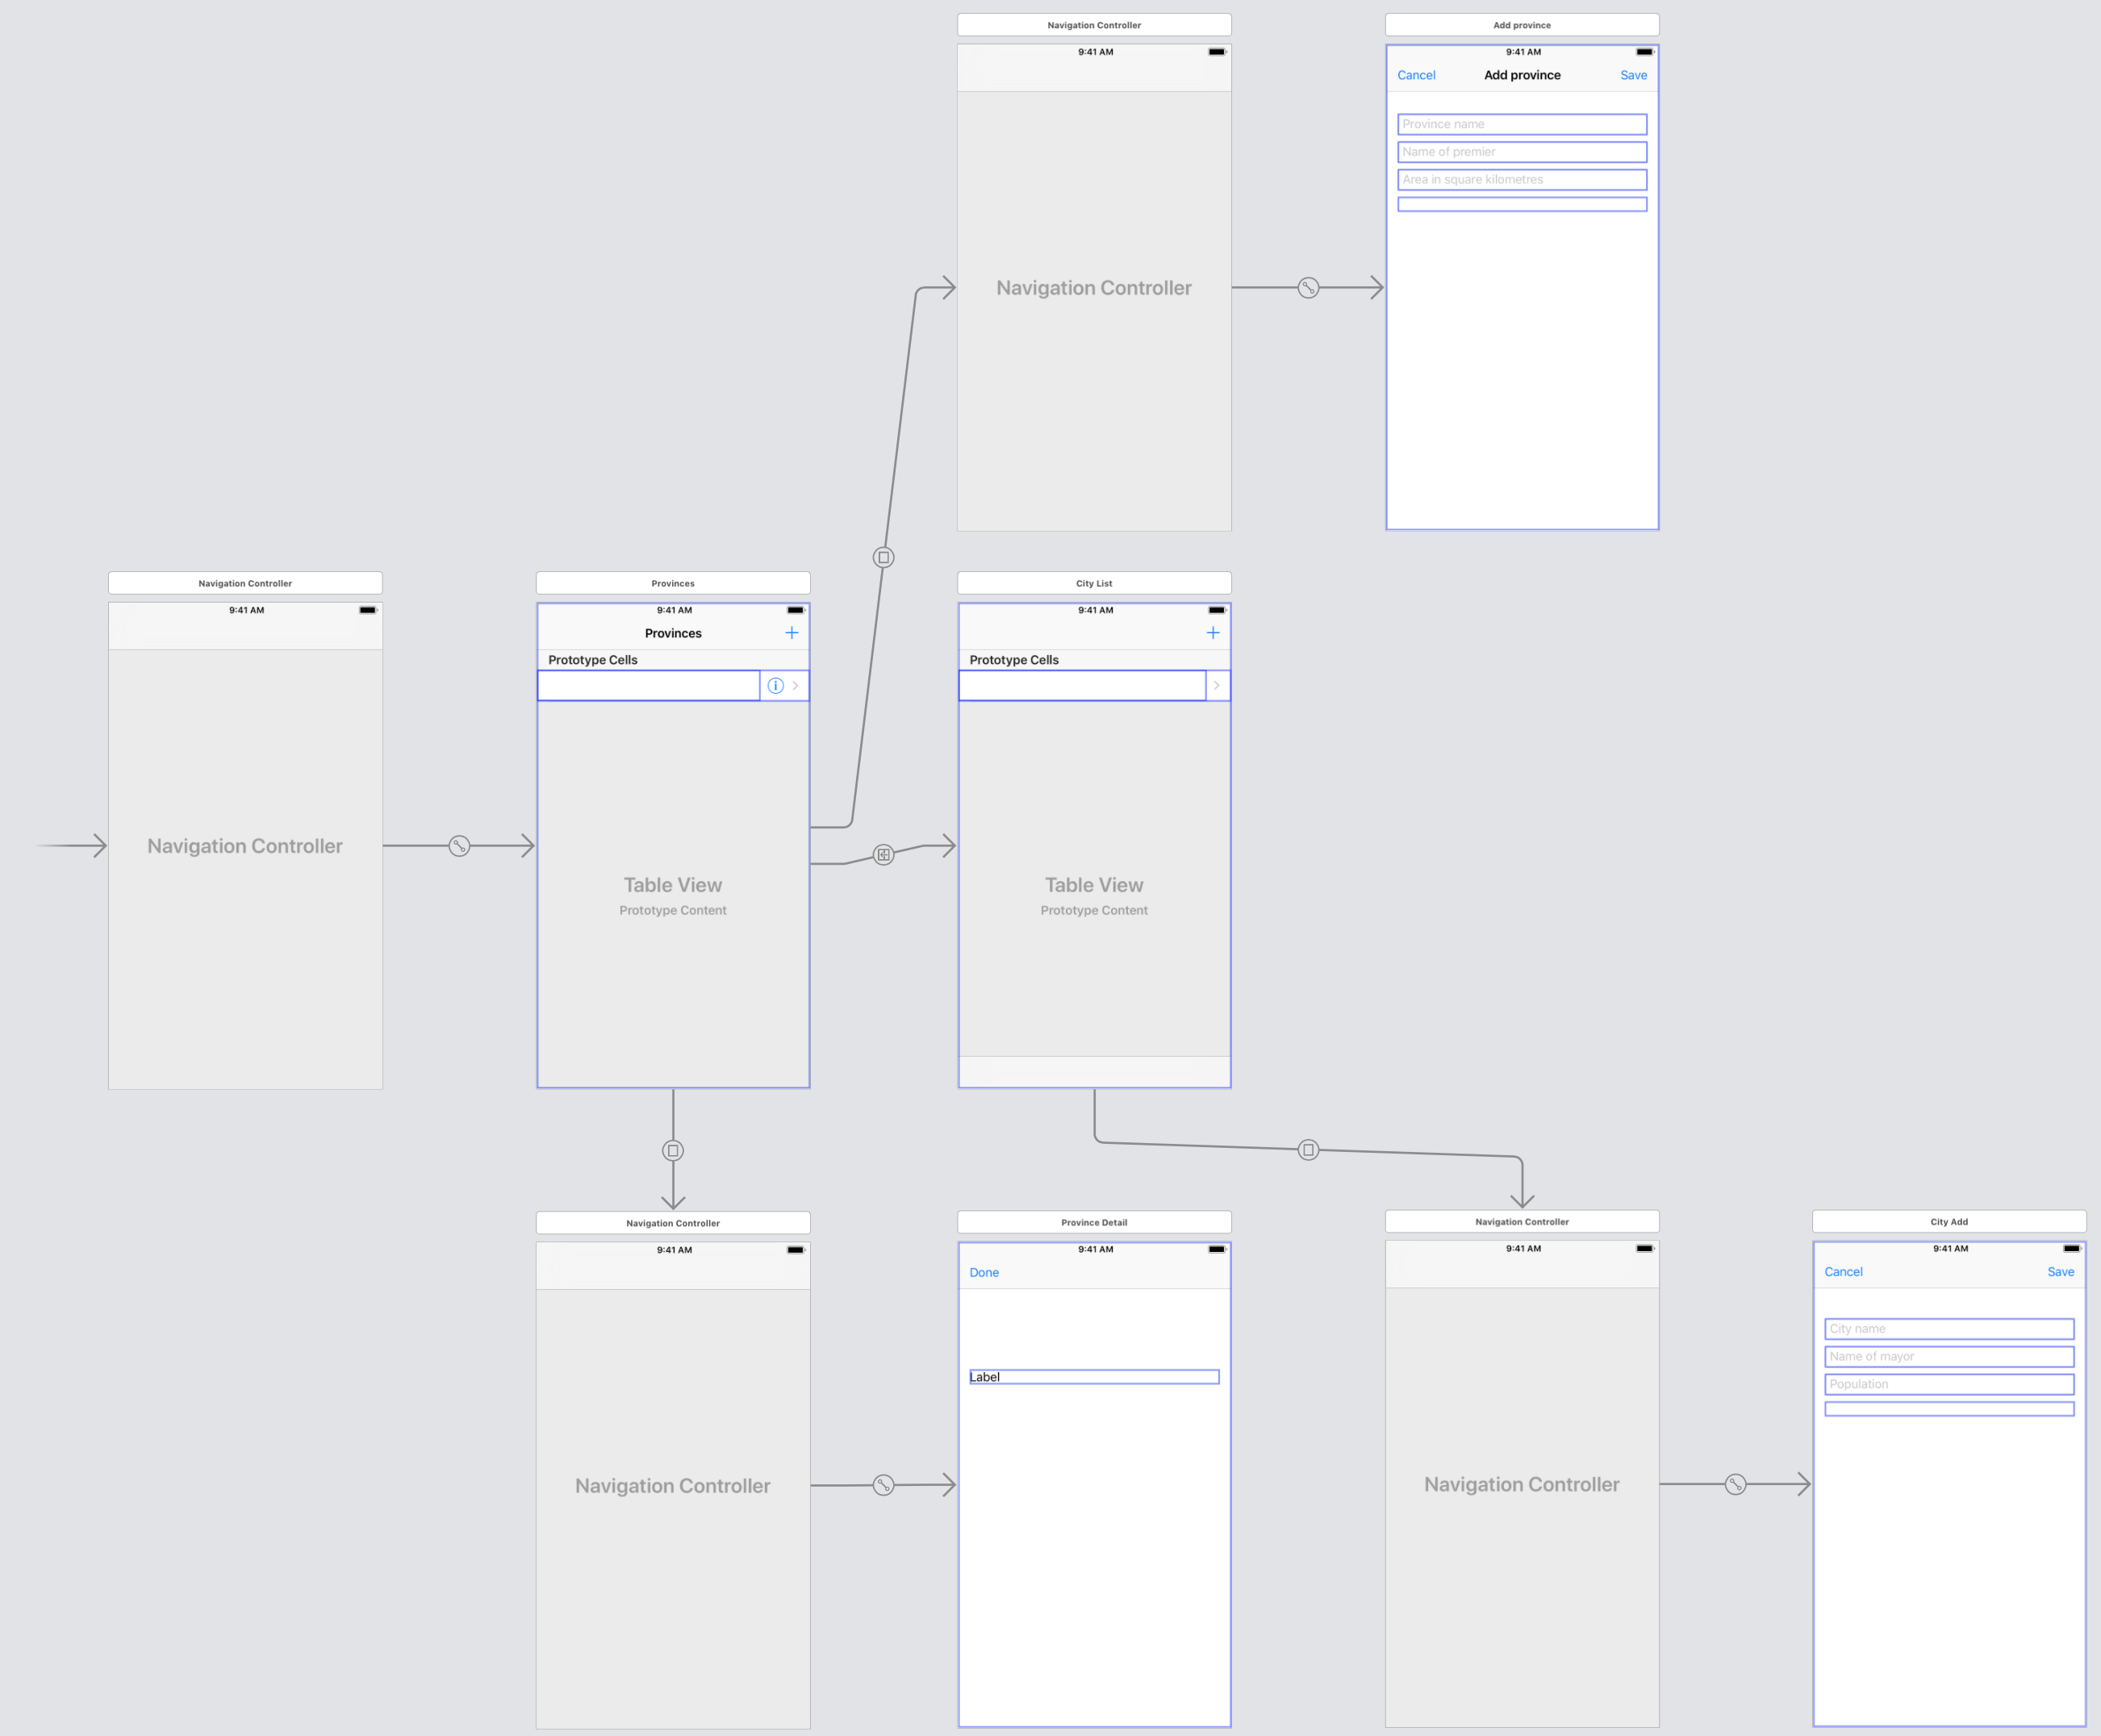 Navigation Controller
9:41 AM
Navigation Controller
Add province
9:41 AM
Cancel
Add province
Save
Province name
Name of premier
Area in square kilometres
Navigation Controller
9:41 AM
Navigation Controller
Provinces
9:41 AM
Provinces
+
Prototype Cells
Table View
Prototype Content
City List
9:41 AM
+
Prototype Cells
Table View
Prototype Content
Navigation Controller
9:41 AM
Navigation Controller
Province Detail
9:41 AM
Done
Label
Navigation Controller
9:41 AM
Navigation Controller
City Add
9:41 AM
Cancel
Save
City name
Name of mayor
Population